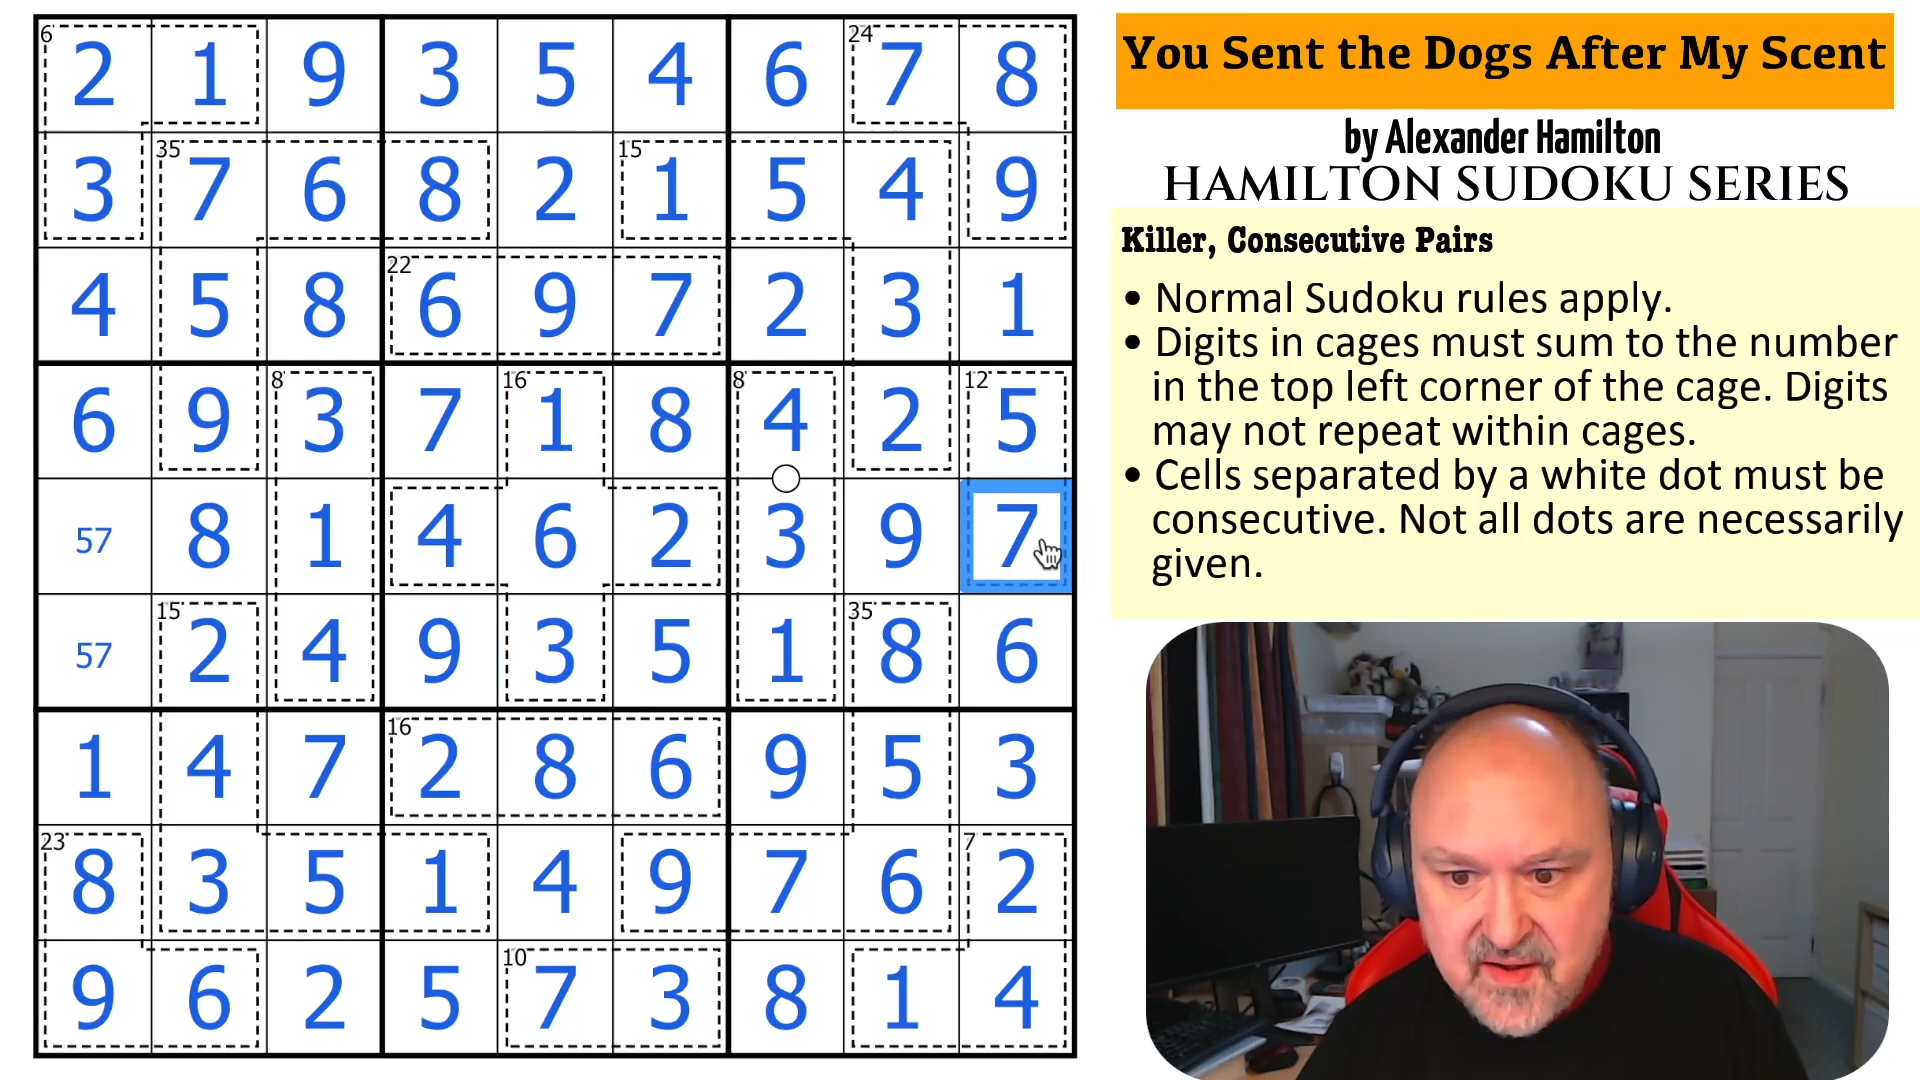 You Sent the Dogs After My Scent
by Alexander Hamilton
HAMILTON SUDOKU SERIES
Killer, Consecutive Pairs
• Normal Sudoku rules apply.
• Digits in cages must sum to the number
in the top left corner of the cage. Digits
may not repeat within cages.
• Cells separated by a white dot must be
consecutive. Not all dots are necessarily
given.
6 24
2 1 9 3 5 4 6 7 8
35 15
3 7 6 8 2 1 5 4 9
22
4 5 8 6 9 7 2 3 1
8 16 8 12
6 9 3 7 1 8 4 2 5
57 8 1 4 6 2 3 9 7
15 35
57 2 4 9 3 5 1 8 6
16
1 4 7 2 8 6 9 5 3
23 7
8 3 5 1 4 9 7 6 2
10
9 6 2 5 7 3 8 1 4